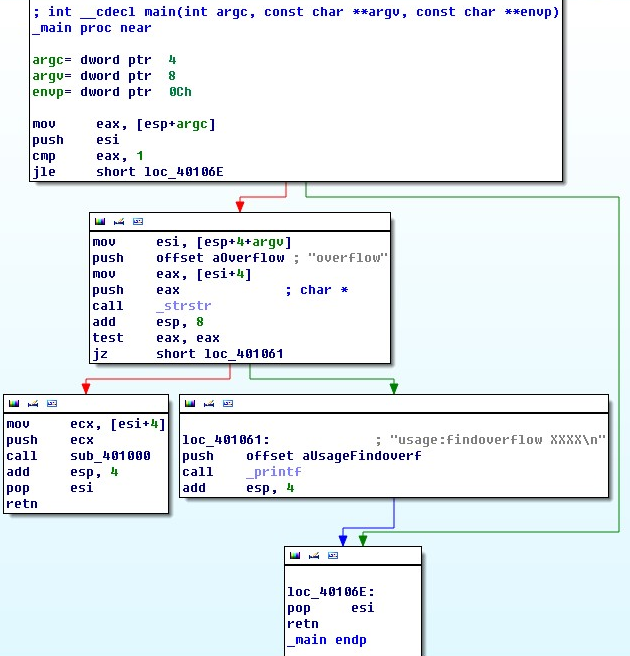 ; int __cdecl main(int argc, const char **argv, const char **envp)
_main proc near
argc= dword ptr  4
argv= dword ptr  8
envp= dword ptr  0Ch
mov     eax, [esp+argc]
push    esi
cmp     eax, 1
jle     short loc_40106E
mov     esi, [esp+4+argv]
push    offset aOverflow ; "overflow"
mov     eax, [esi+4]
push    eax             ; char *
call    _strstr
add     esp, 8
test    eax, eax
jz      short loc_401061
mov     ecx, [esi+4]
push    ecx
call    sub_401000
add     esp, 4
pop     esi
retn
loc_401061:             ; "usage:findoverflow XXXX\n"
push    offset aUsageFindoverf
call    _printf
add     esp, 4
loc_40106E:
pop     esi
retn
_main endp